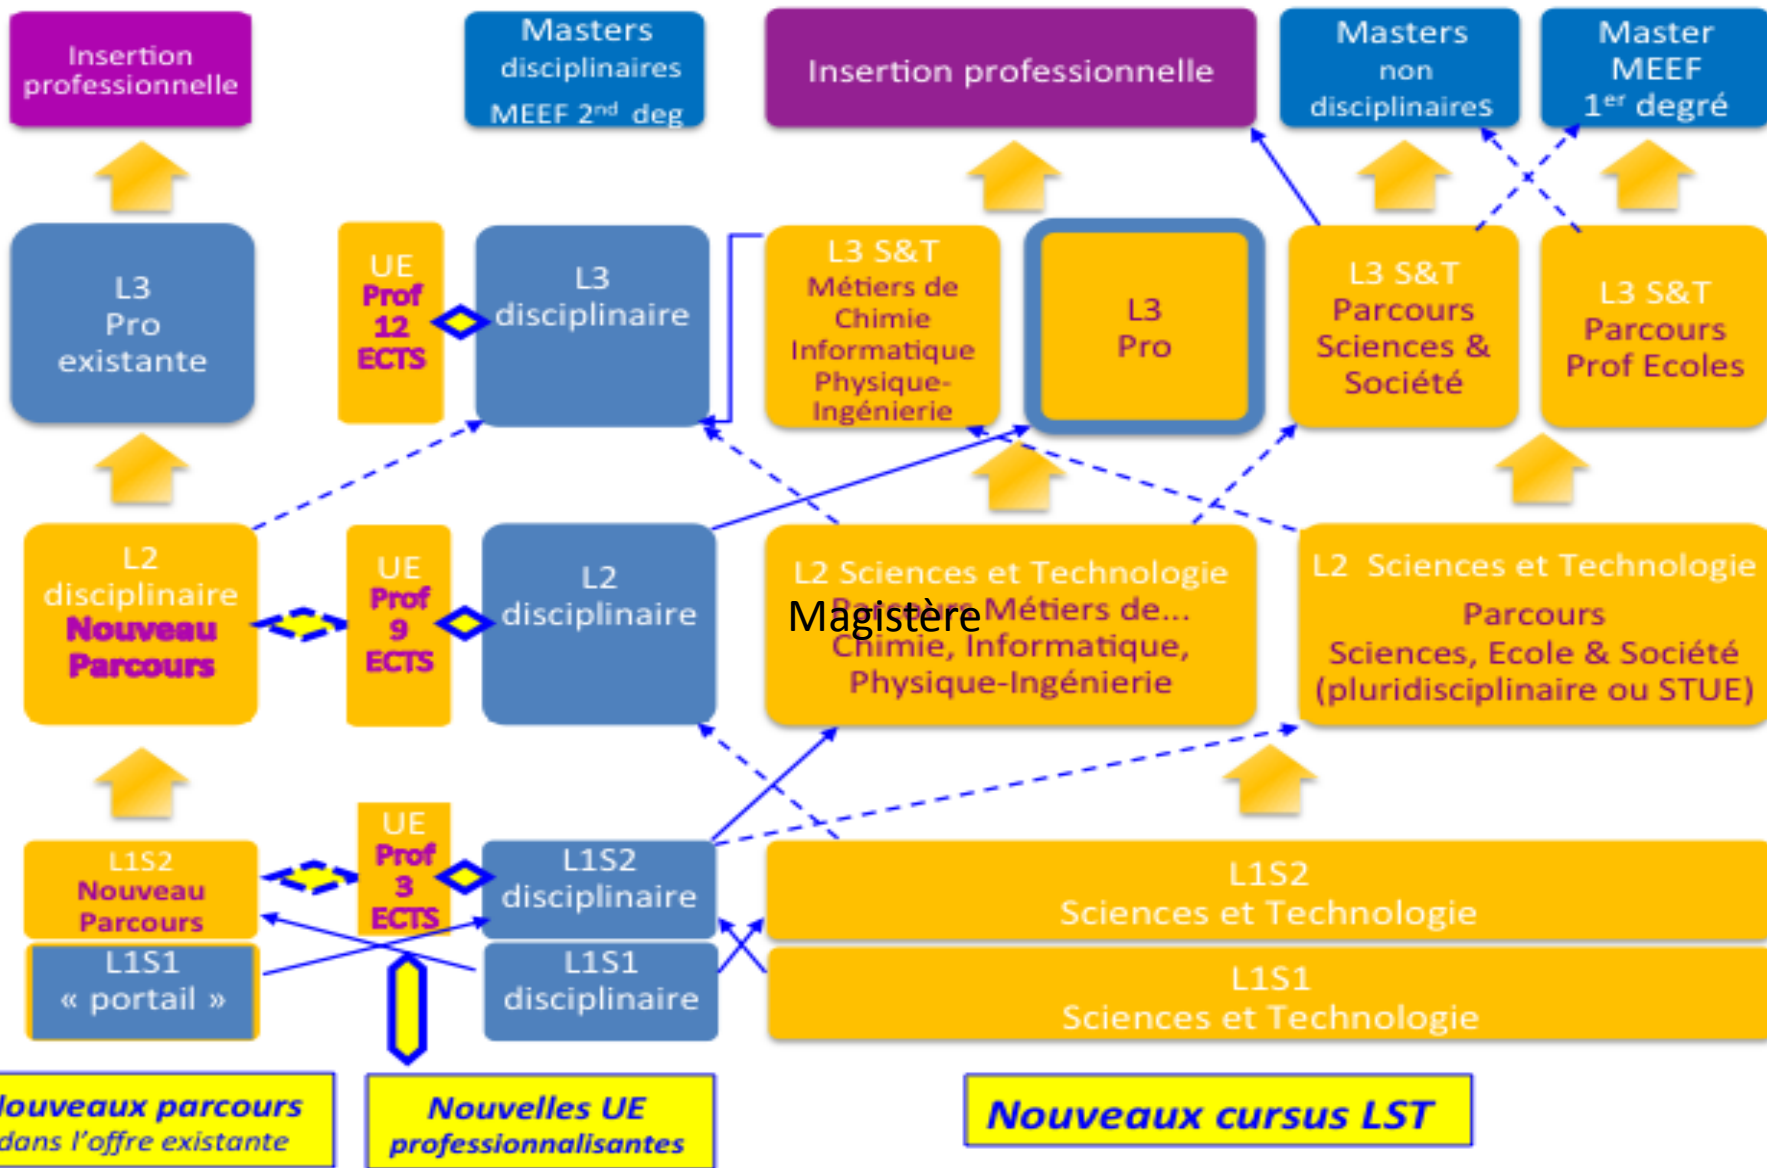 Insertion
professionnelle
Masters
disciplinaires
MEEF 2nd deg
Insertion professionnelle
Masters
non
disciplinaires
Master
MEEF
1er degré
L3
Pro
existante
UE
Prof
12
ECTS
L3
disciplinaire
L3 S&T
Métiers de
Chimie
Informatique
Physique-
Ingénierie
L3
Pro
L3 S&T
Parcours
Sciences &
Société
L3 S&T
Parcours
Prof Ecoles
L2
disciplinaire
Nouveau
Parcours
UE
Prof
9
ECTS
L2
disciplinaire
L2 Sciences et Technologie
Parcours Métiers de...
Chimie, Informatique,
Physique-Ingénierie
Magistère
L2 Sciences et Technologie
Parcours
Sciences, Ecole & Société
(pluridisciplinaire ou STUE)
L1S2
Nouveau
Parcours
UE
Prof
3
ECTS
L1S2
disciplinaire
L1S2
Sciences et Technologie
L1S1
« portail »
L1S1
disciplinaire
L1S1
Sciences et Technologie
Nouveaux parcours
dans l'offre existante
Nouvelles UE
professionnalisantes
Nouveaux cursus LST